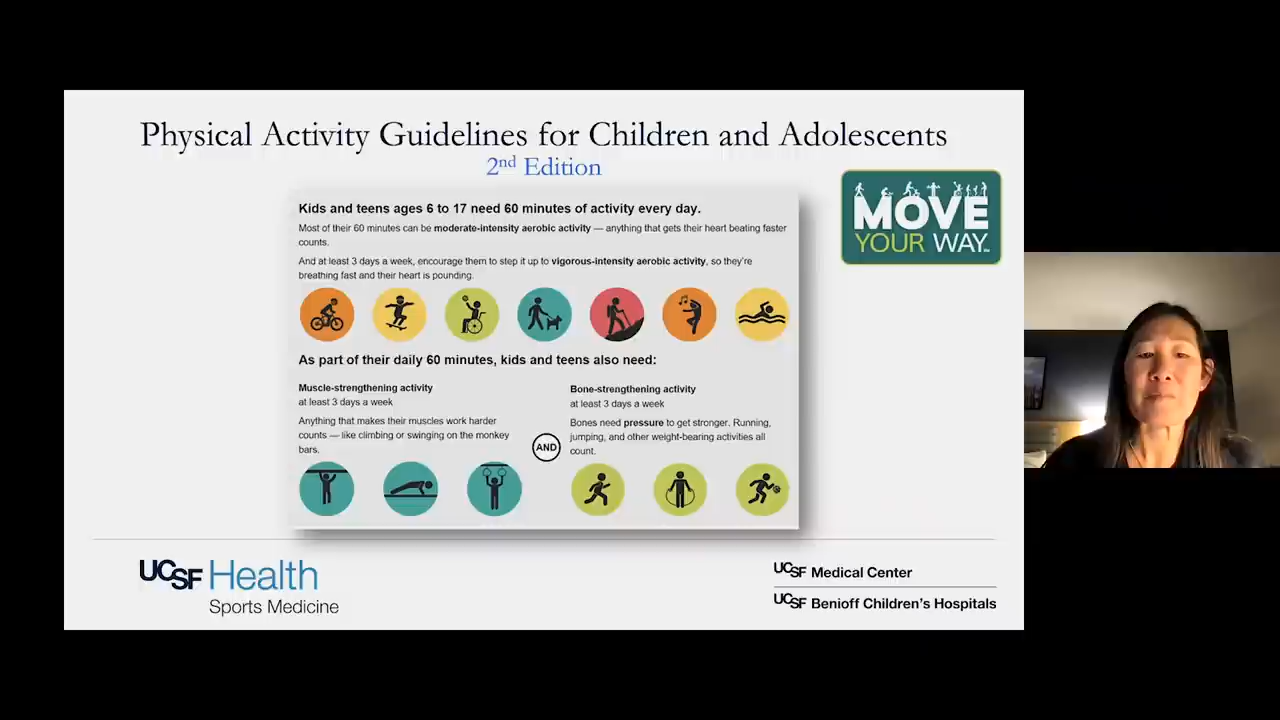 Physical Activity Guidelines for Children and Adolescents
2nd Edition
MOVE
YOUR WAY™
Kids and teens ages 6 to 17 need 60 minutes of activity every day.
Most of their 60 minutes can be moderate-intensity aerobic activity — anything that gets their heart beating faster
counts.
And at least 3 days a week, encourage them to step it up to vigorous-intensity aerobic activity, so they're
breathing fast and their heart is pounding.
As part of their daily 60 minutes, kids and teens also need:
Muscle-strengthening activity
at least 3 days a week
Anything that makes their muscles work harder
counts — like climbing or swinging on the monkey
bars.
AND
Bone-strengthening activity
at least 3 days a week
Bones need pressure to get stronger. Running,
jumping, and other weight-bearing activities all
count.
UCSF Health
Sports Medicine
UCSF Medical Center
UCSF Benioff Children's Hospitals